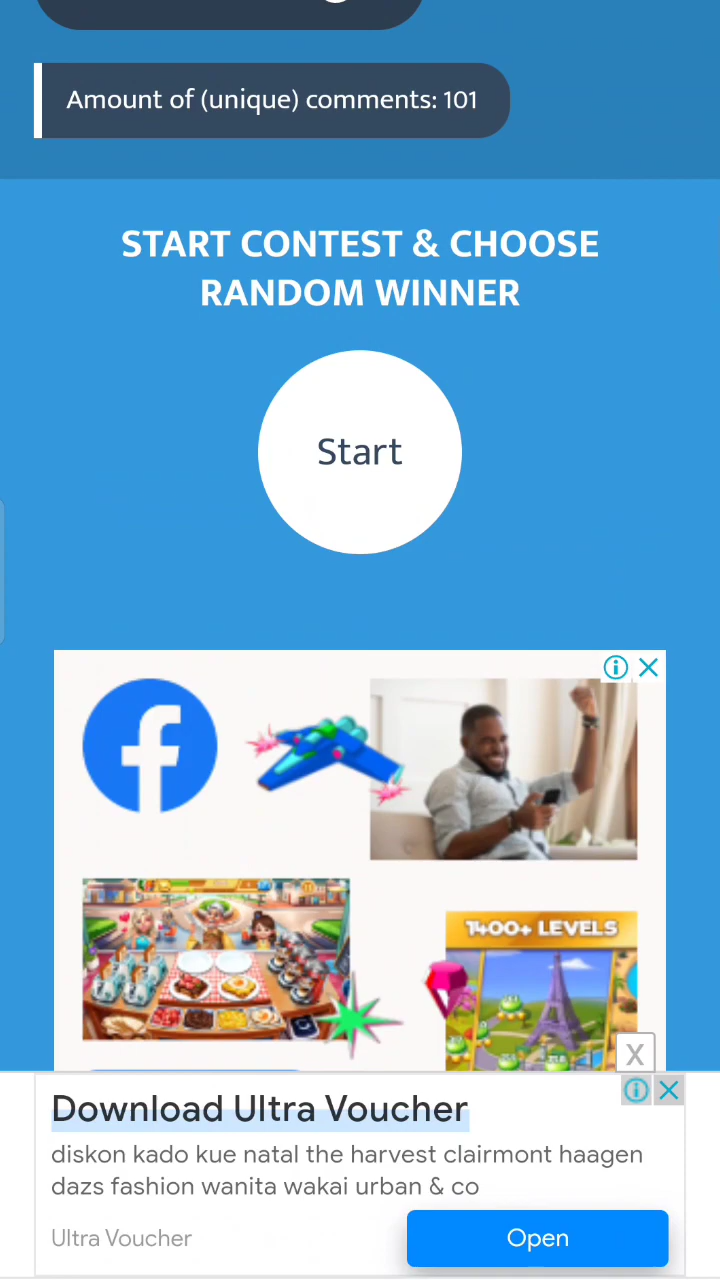 Amount of (unique) comments: 101
START CONTEST & CHOOSE
RANDOM WINNER
Start
1400+ LEVELS
X
Download Ultra Voucher
diskon kado kue natal the harvest clairmont haagen
dazs fashion wanita wakai urban & co
Ultra Voucher
Open